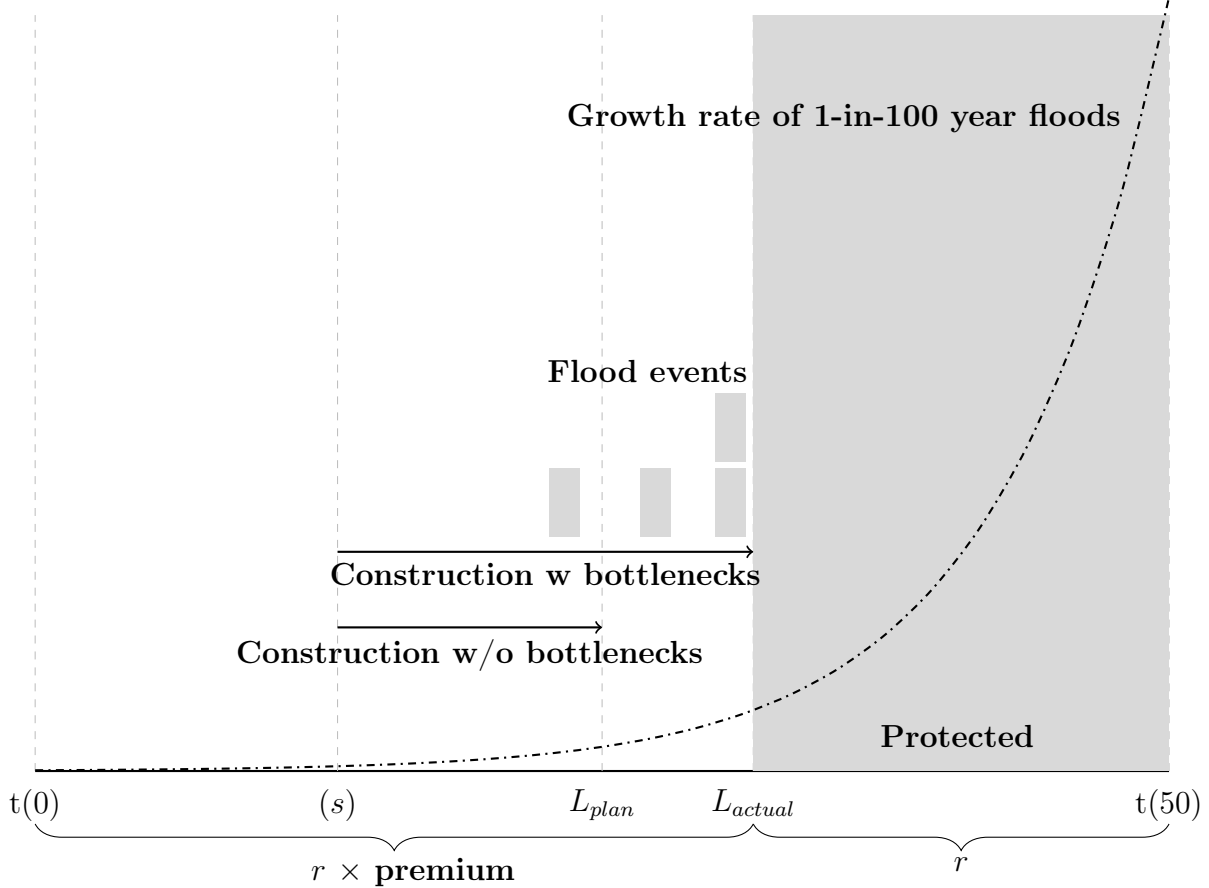 Growth rate of 1-in-100 year floods
Flood events
Construction w bottlenecks
Construction w/o bottlenecks
Protected
t(0) (s) L_plan L_actual t(50)
r × premium r